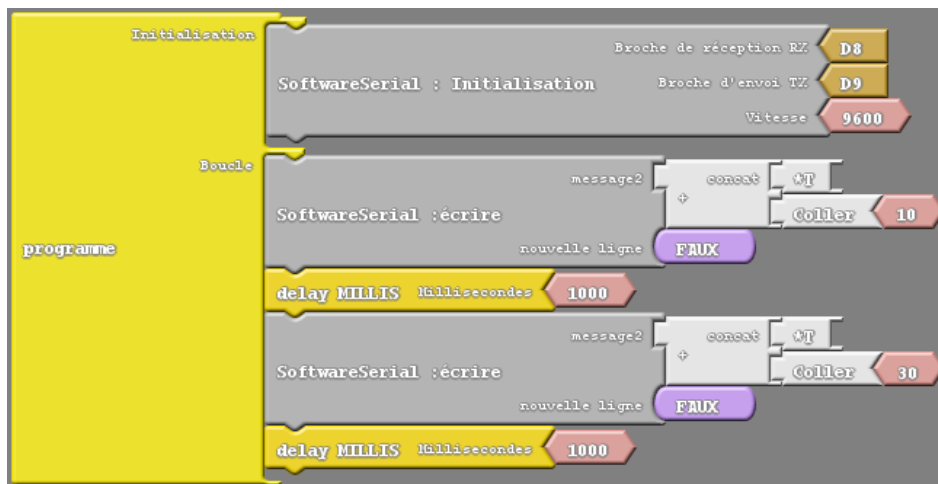 Initialisation
Broche de réception RX D8
SoftwareSerial : Initialisation
Broche d'envoi TX D9
Vitesse 9600
Boucle
message2 concat *T
+
SoftwareSerial :écrire
Coller 10
nouvelle ligne FAUX
programme
delay MILLIS Millisecondes 1000
message2 concat *T
+
SoftwareSerial :écrire
Coller 30
nouvelle ligne FAUX
delay MILLIS Millisecondes 1000